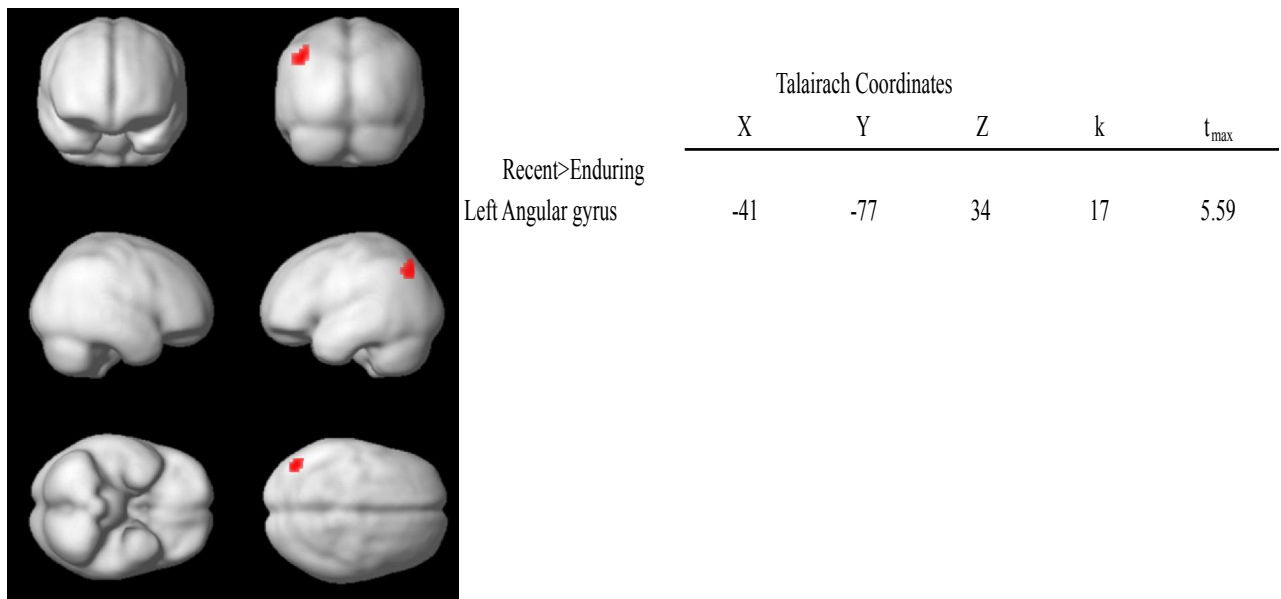 Talairach Coordinates
X Y Z k tmax
Recent>Enduring
Left Angular gyrus -41 -77 34 17 5.59